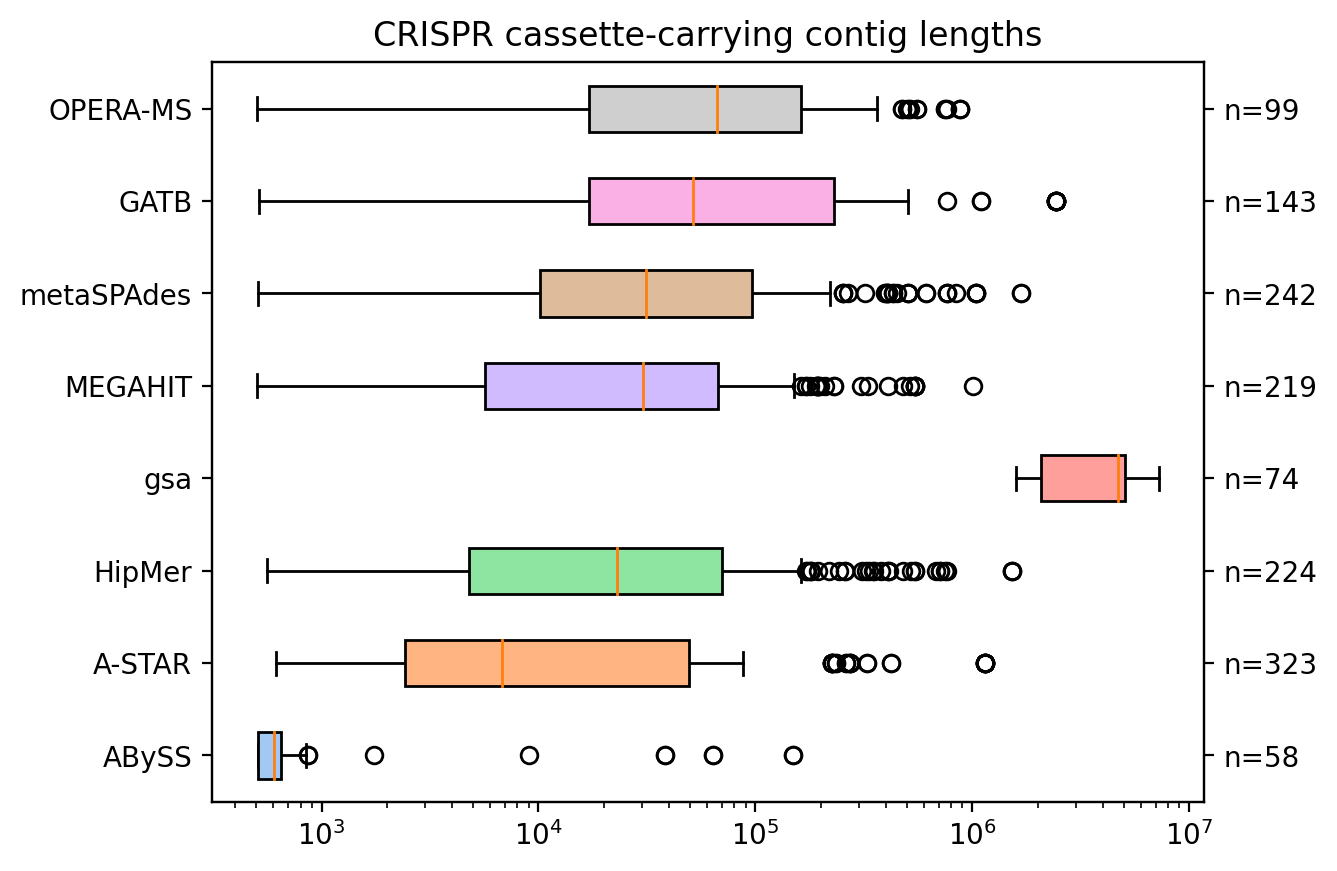 CRISPR cassette-carrying contig lengths
OPERA-MS n=99
GATB n=143
metaSPAdes n=242
MEGAHIT n=219
gsa n=74
HipMer n=224
A-STAR n=323
ABySS n=58
10³ 10⁴ 10⁵ 10⁶ 10⁷